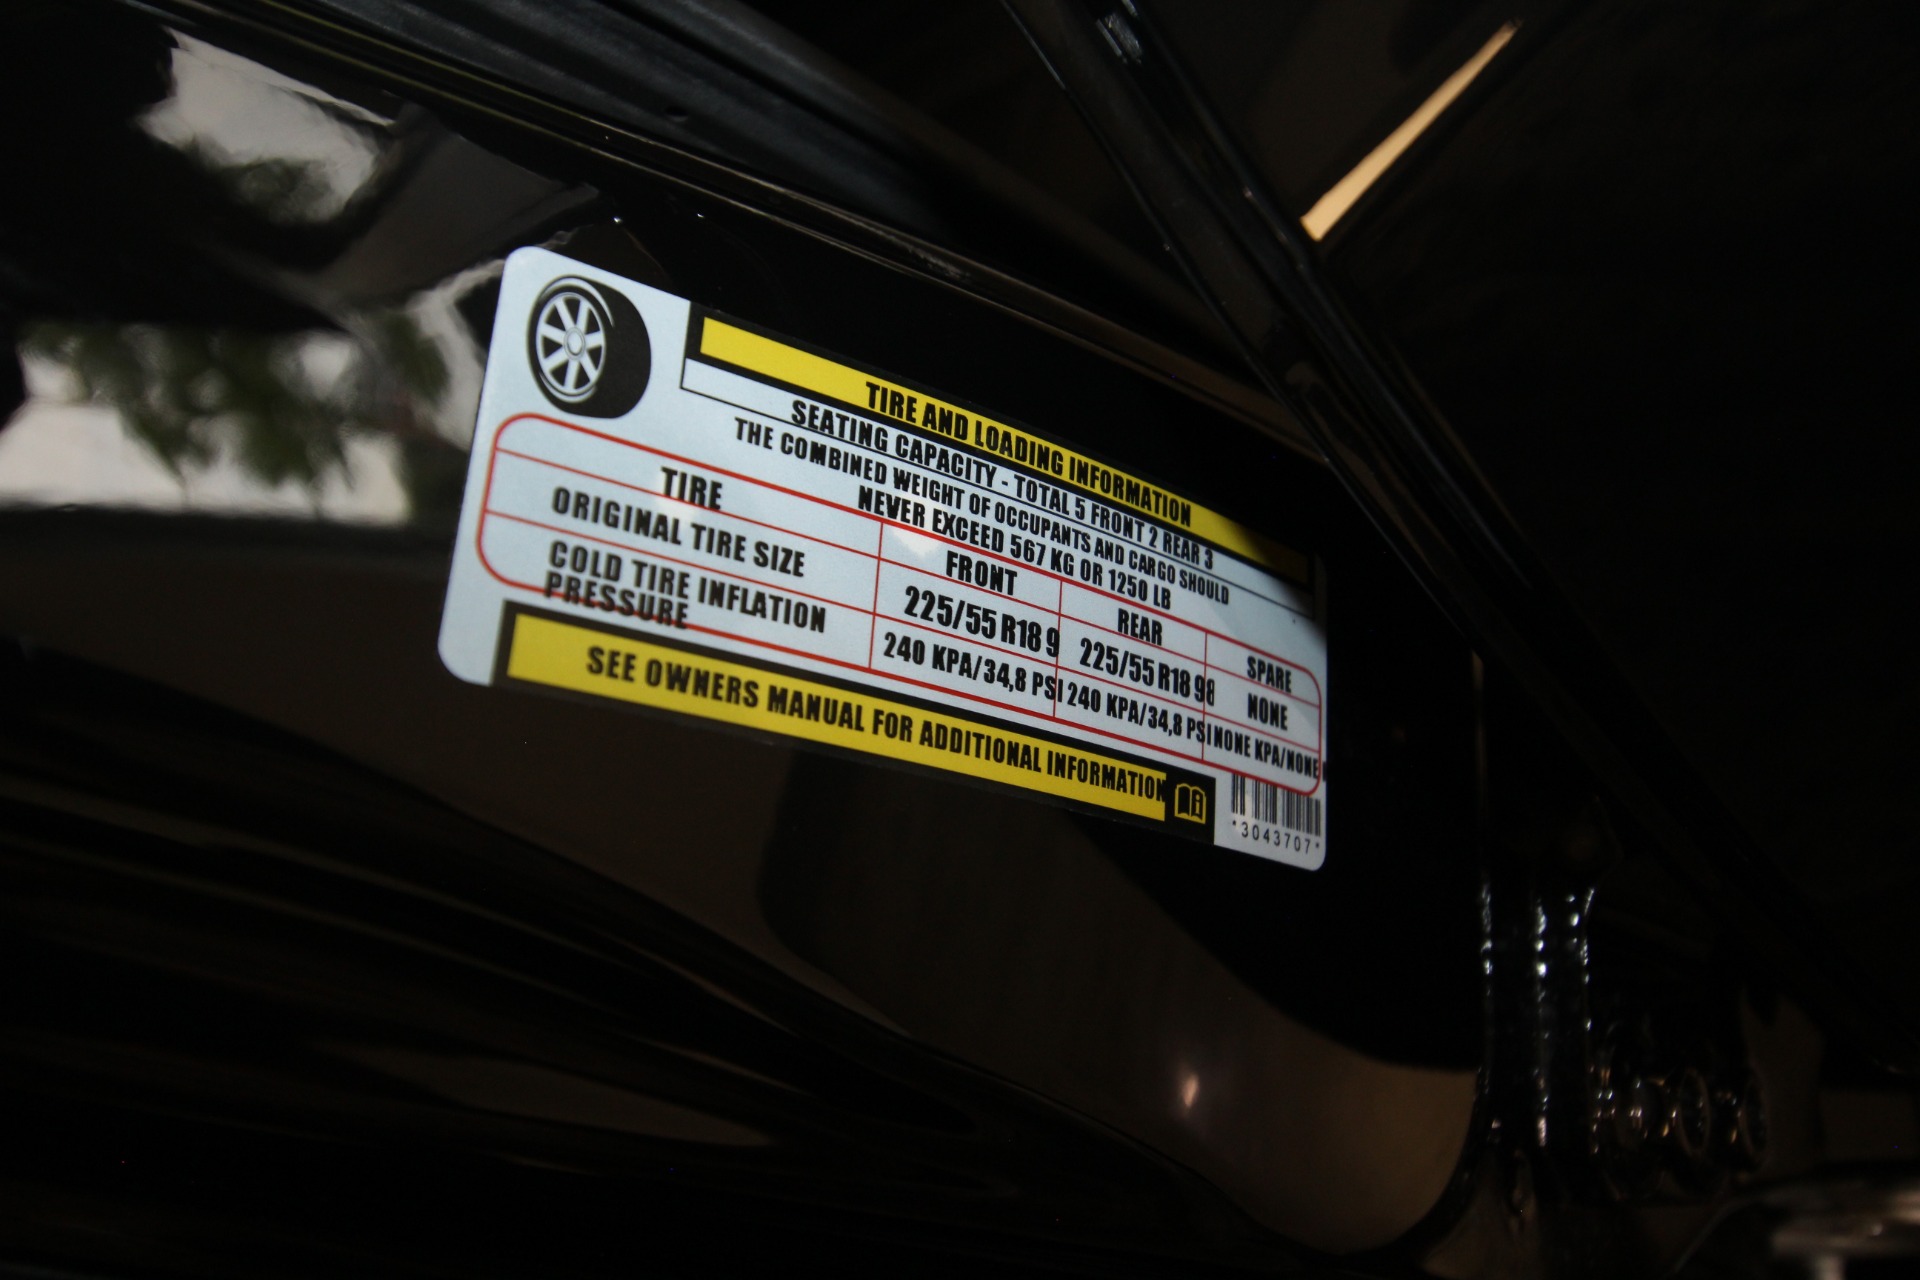 TIRE AND LOADING INFORMATION
SEATING CAPACITY - TOTAL 5 FRONT 2 REAR 3
THE COMBINED WEIGHT OF OCCUPANTS AND CARGO SHOULD
NEVER EXCEED 567 KG OR 1250 LB
TIRE FRONT REAR SPARE
ORIGINAL TIRE SIZE 225/55 R18 9 225/55 R18 98 NONE
COLD TIRE INFLATION PRESSURE 240 KPA/34,8 PSI 240 KPA/34,8 PSI NONE KPA/NONE
SEE OWNERS MANUAL FOR ADDITIONAL INFORMATION
*3043707*